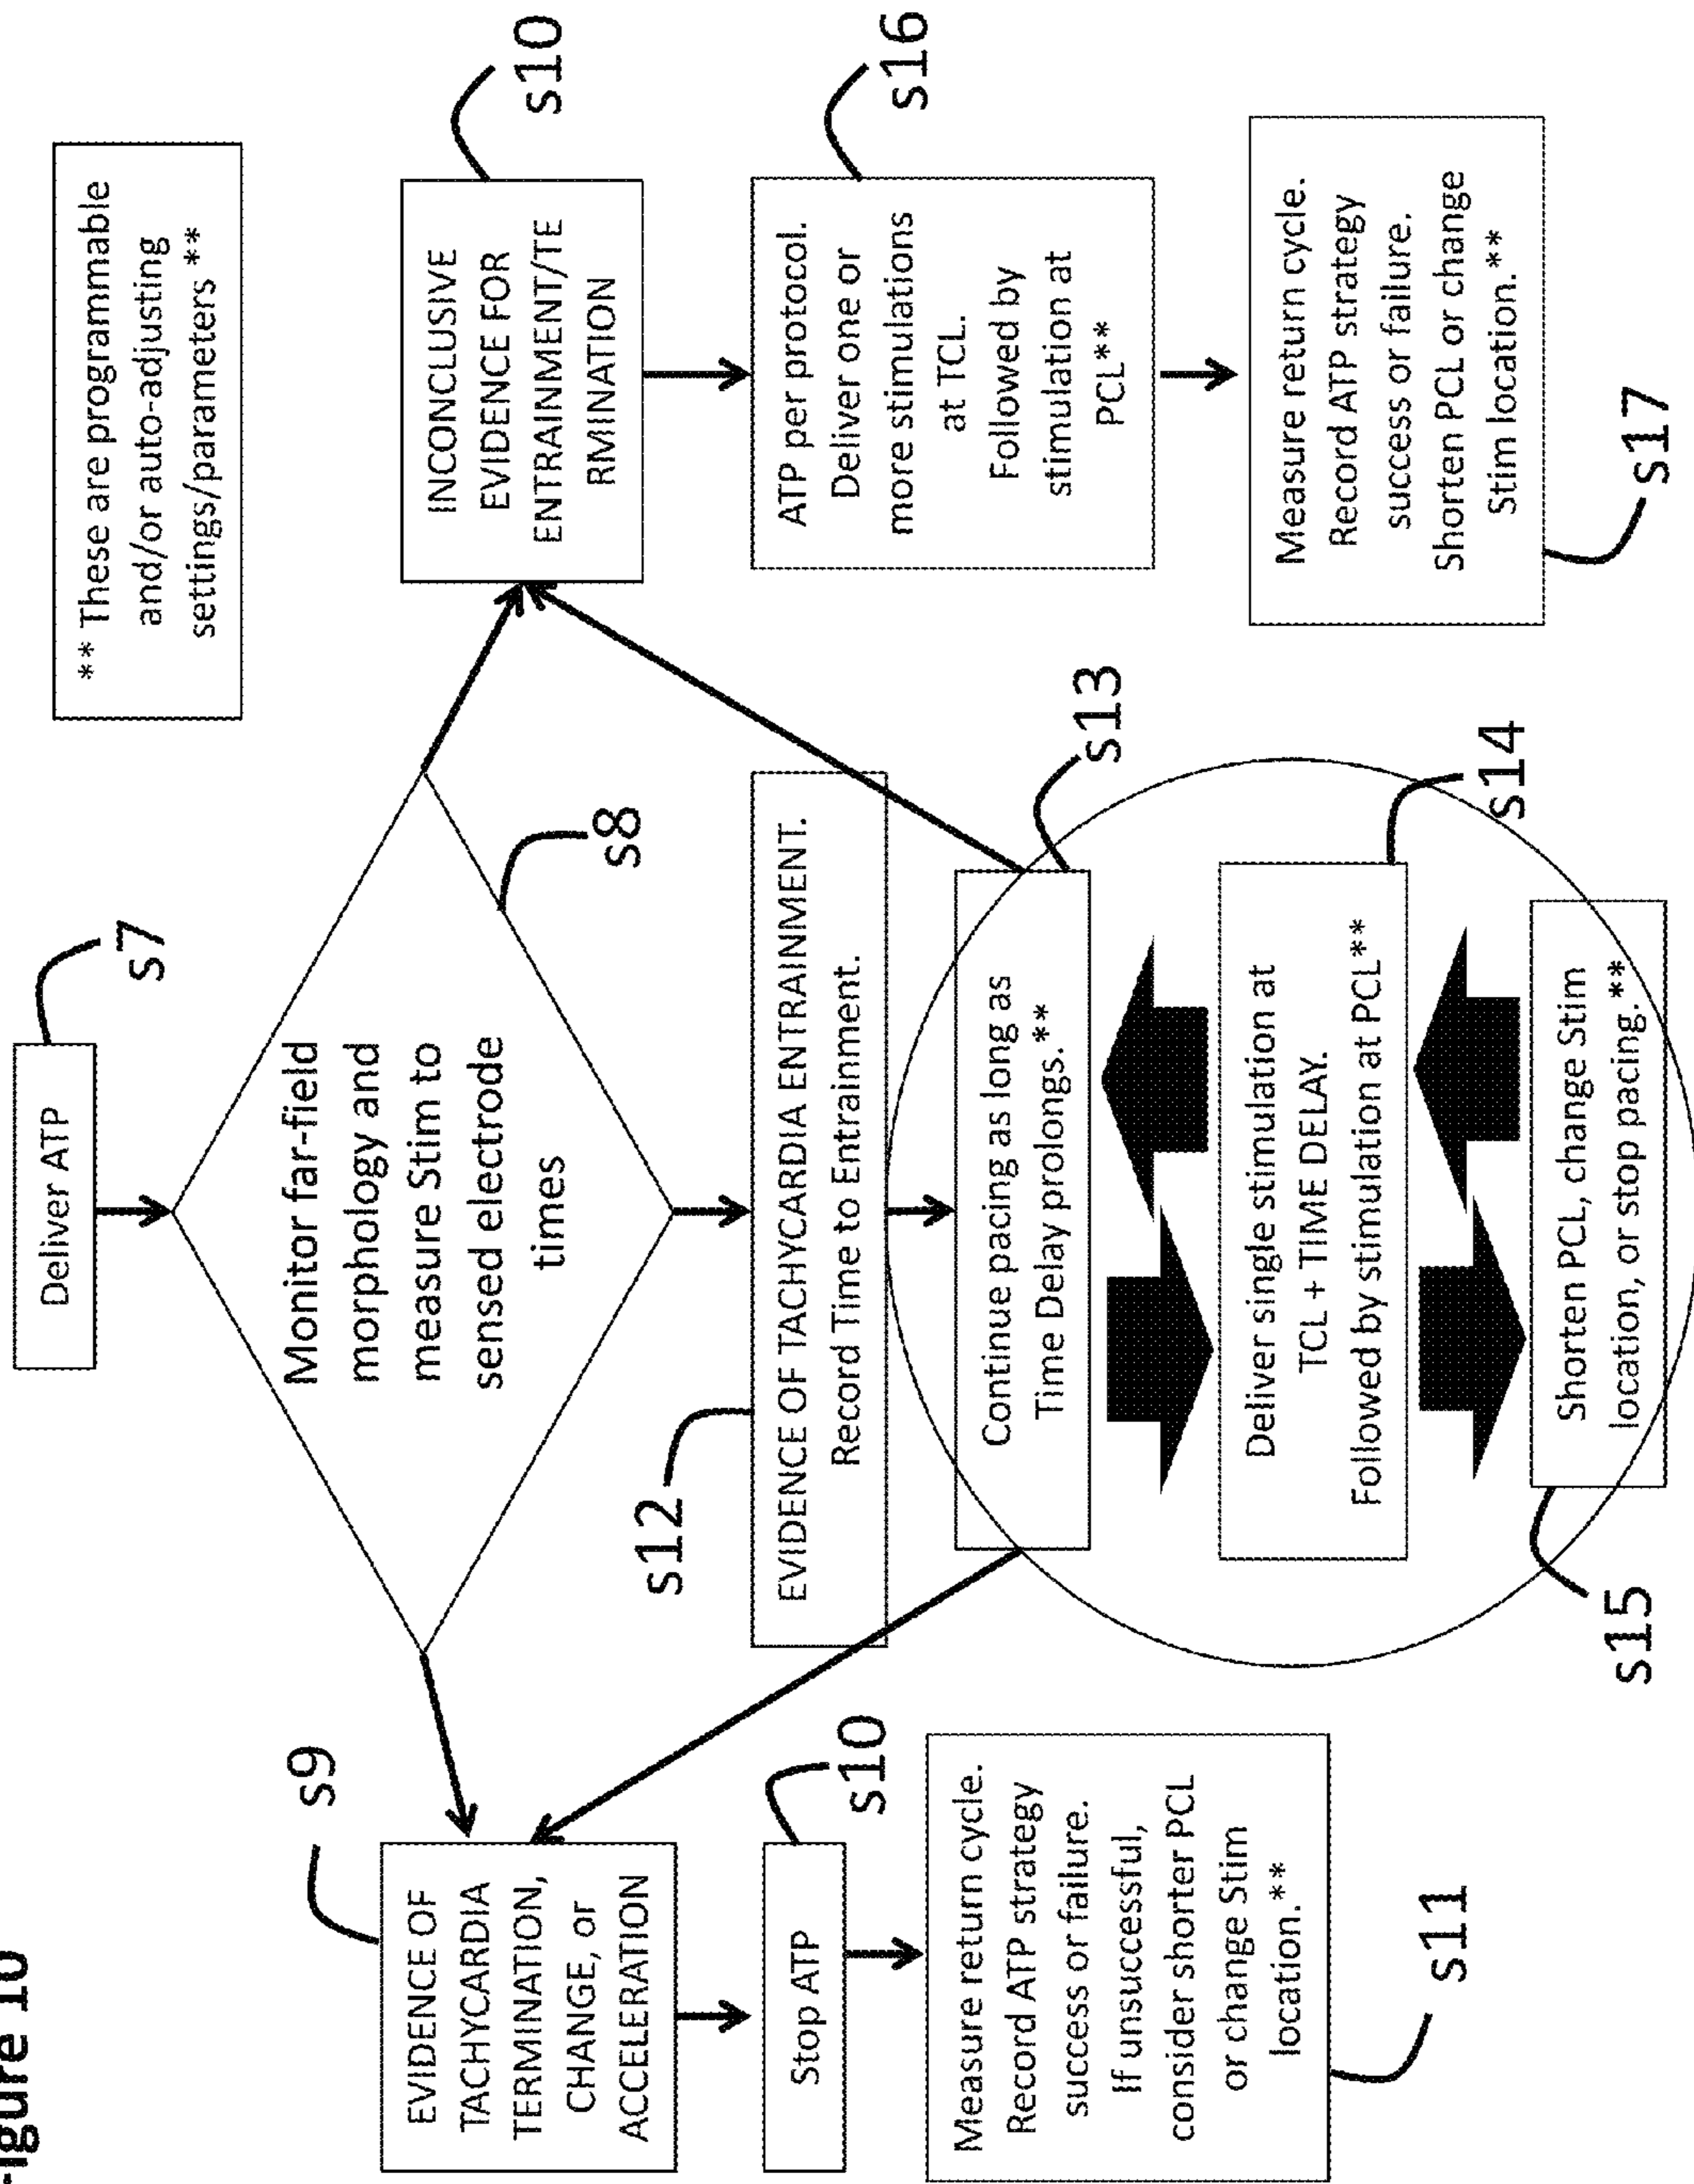 Figure 10
Deliver ATP
s7
** These are programmable
and/or auto-adjusting
setings/parameters **
Monitor far-field
morphology and
measure Stim to
sensed electrode
times
s8
s9
EVIDENCE OF
TACHYCARDIA
TERMINATION,
CHANGE, or
ACCELERATION
Stop ATP
s10
Measure return cycle.
Record ATP strategy
success or failure.
If unsuccessful,
consider shorter PCL
or change Stim
location.**
s11
s12
EVIDENCE OF TACHYCARDIA ENTRAINMENT.
Record Time to Entrainment.
Continue pacing as long as
Time Delay prolongs.**
s13
Deliver single stimulation at
TCL + TIME DELAY.
Followed by stimulation at PCL**
s14
Shorten PCL, change Stim
location, or stop pacing.**
s15
INCONCLUSIVE
EVIDENCE FOR
ENTRAINMENT/TE
RMINATION
s10
ATP per protocol.
Deliver one or
more stimulations
at TCL.
Followed by
stimulation at
PCL**
s16
Measure return cycle.
Record ATP strategy
success or failure.
Shorten PCL or change
Stim location.**
s17